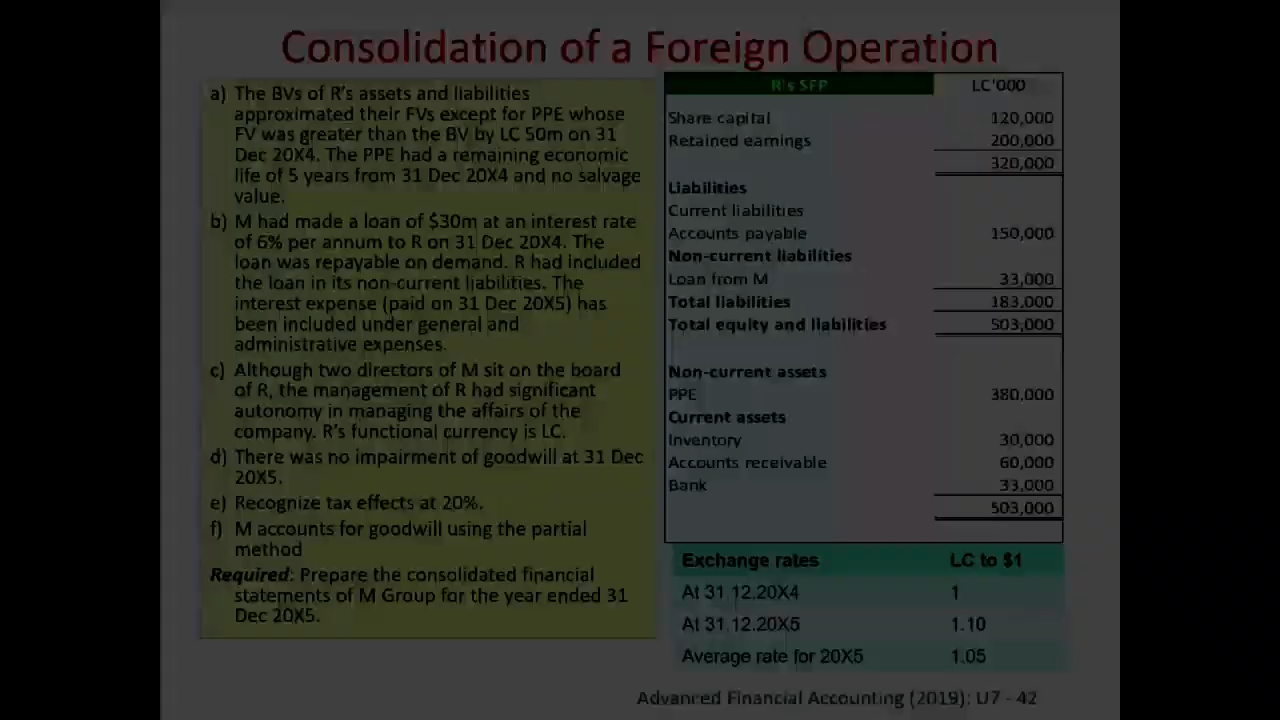 Consolidation of a Foreign Operation
a) The BVs of R's assets and liabilities
approximated their FVs except for PPE whose
FV was greater than the BV by LC 50m on 31
Dec 20X4. The PPE had a remaining economic
life of 5 years from 31 Dec 20X4 and no salvage
value.
b) M had made a loan of $30m at an interest rate
of 6% per annum to R on 31 Dec 20X4. The
loan was repayable on demand. R had included
the loan in its non-current liabilities. The
interest expense (paid on 31 Dec 20X5) has
been included under general and
administrative expenses.
c) Although two directors of M sit on the board
of R, the management of R had significant
autonomy in managing the affairs of the
company. R's functional currency is LC.
d) There was no impairment of goodwill at 31 Dec
20X5.
e) Recognize tax effects at 20%.
f) M accounts for goodwill using the partial
method
Required: Prepare the consolidated financial
statements of M Group for the year ended 31
Dec 20X5.
R's SFP LC'000
Share capital 120,000
Retained earnings 200,000
320,000
Liabilities
Current liabilities
Accounts payable 150,000
Non-current liabilities
Loan from M 33,000
Total liabilities 183,000
Total equity and liabilities 503,000
Non-current assets
PPE 380,000
Current assets
Inventory 30,000
Accounts receivable 60,000
Bank 33,000
503,000
Exchange rates LC to $1
At 31.12.20X4 1
At 31.12.20X5 1.10
Average rate for 20X5 1.05
Advanced Financial Accounting (2019): U7 - 42